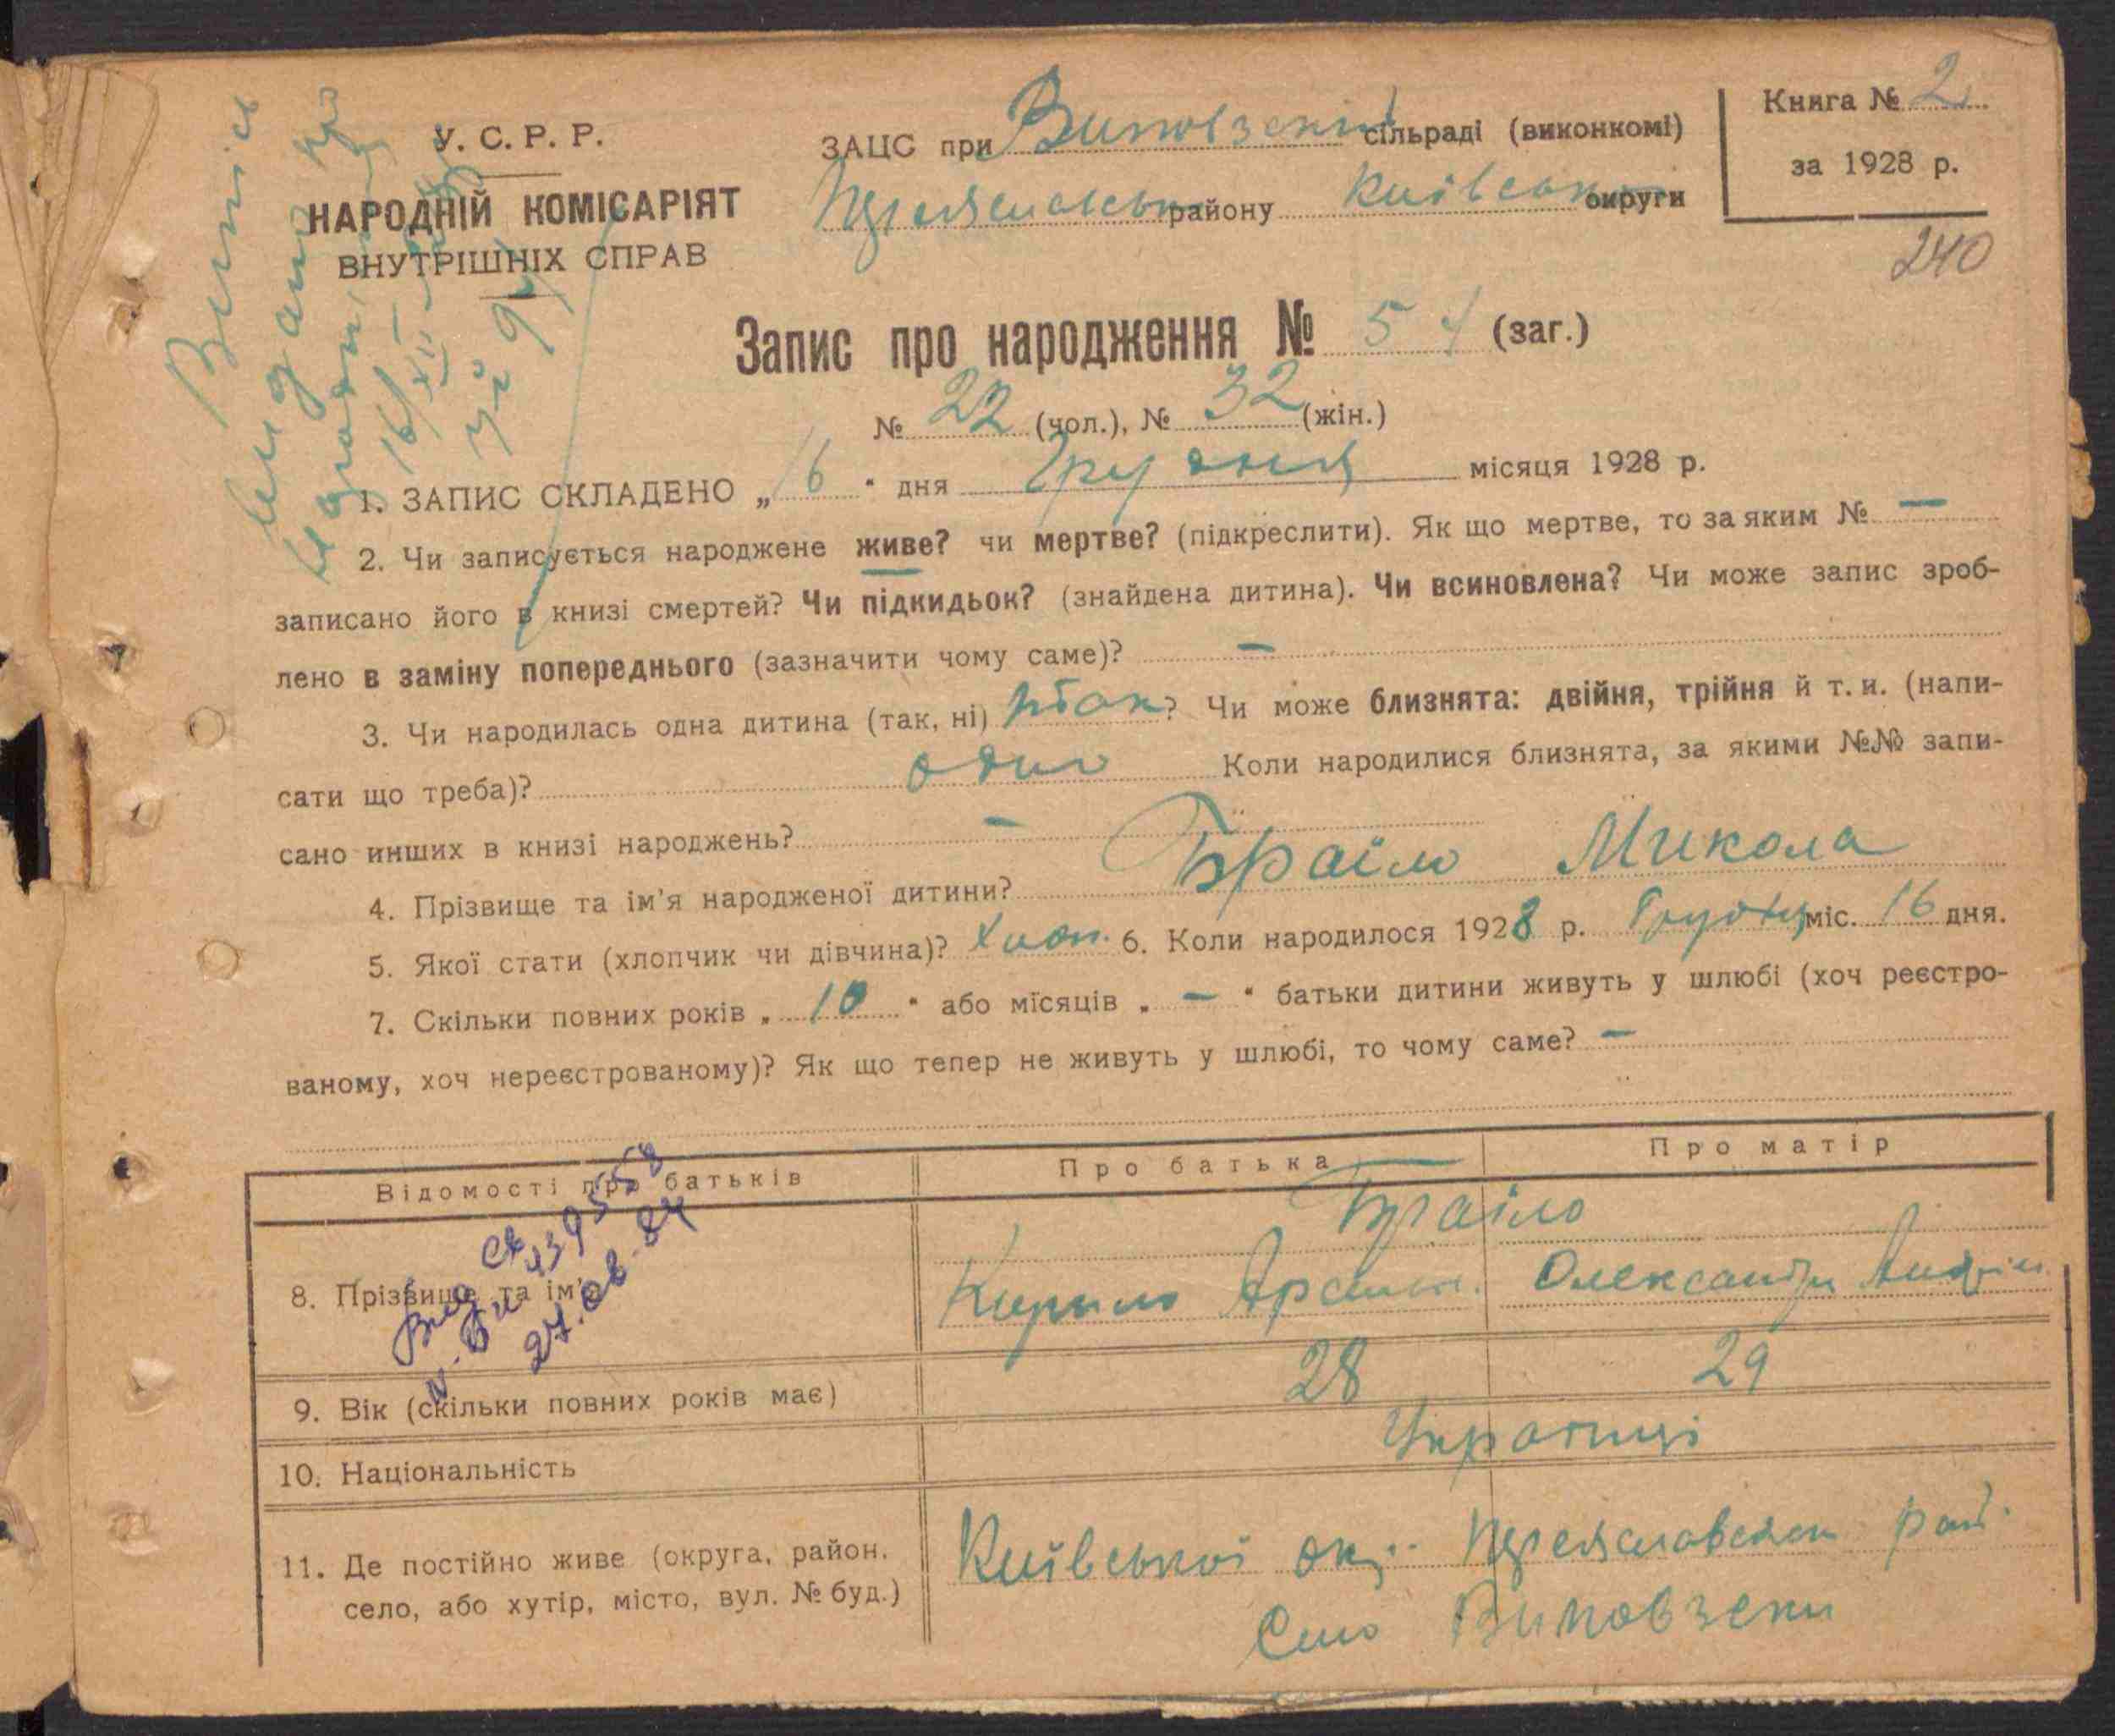 Книга № 2
за 1928 р.
240
У. С. Р. Р.
НАРОДНІЙ КОМІСАРІЯТ
ВНУТРІШНІХ СПРАВ
ЗАЦС при сільраді (виконкомі)
району Київськ округи
Запис про народження № 54 (заг.)
№ 22 (чол.), № 32 (жін.)
1. ЗАПИС СКЛАДЕНО „ 16 “ дня Грудня місяця 1928 р.
2. Чи записується народжене живе? чи мертве? (підкреслити). Як що мертве, то за яким № —
записано його в книзі смертей? Чи підкидьок? (знайдена дитина). Чи всиновлена? Чи може запис зроб-
лено в заміну попереднього (зазначити чому саме)? —
3. Чи народилась одна дитина (так, ні) так? Чи може близнята: двійня, трійня й т. и. (напи-
сати що треба)? одно Коли народилися близнята, за якими №№ запи-
сано инших в книзі народжень? —
4. Прізвище та ім'я народженої дитини? Браїло Микола
5. Якої стати (хлопчик чи дівчина)? Хлоп. 6. Коли народилося 1928 р. Грудня міс. 16 дня.
7. Скільки повних років „ 10 “ або місяців „ — “ батьки дитини живуть у шлюбі (хоч реєстро-
ваному, хоч нереєстрованому)? Як що тепер не живуть у шлюбі, то чому саме? —
Відомості про батьків Про батька Про матір
Браїло
8. Прізвище та ім'я Кирило Олександра
9. Вік (скільки повних років має) 28 29
10. Національність Українці
11. Де постійно живе (округа, район, Київської ок. Переяславськ рай.
село, або хутір, місто, вул. № буд.) Село